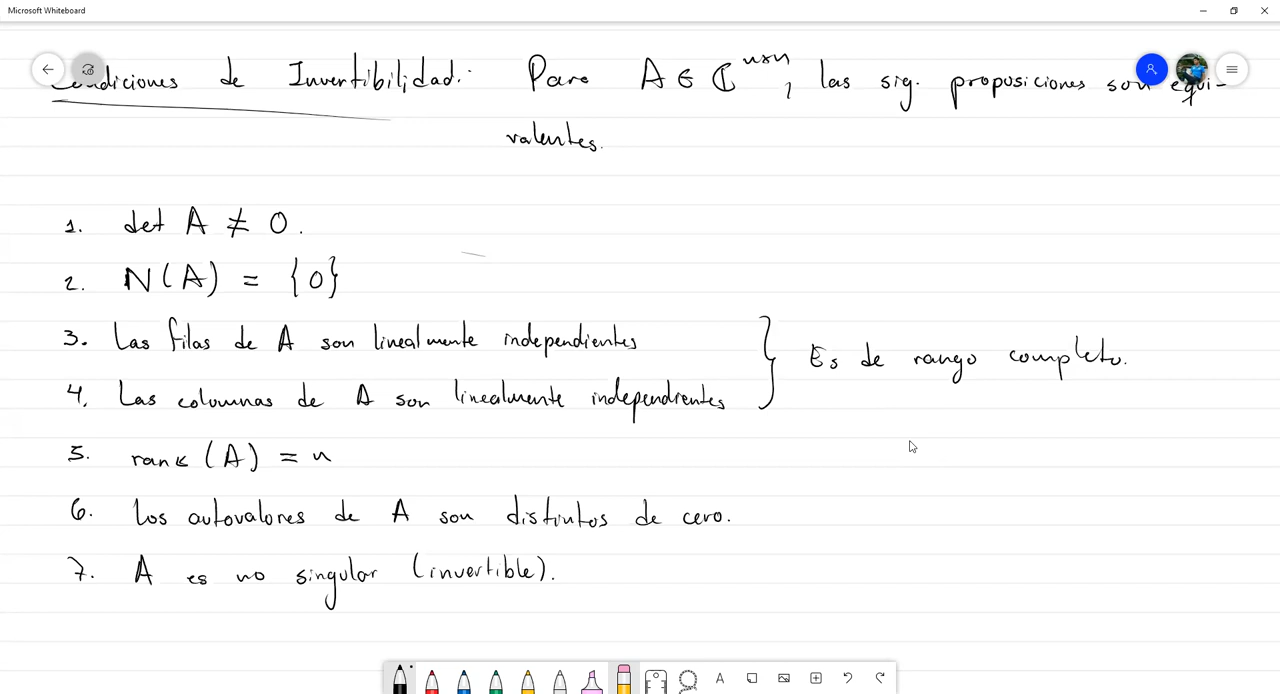 Microsoft Whiteboard
Condiciones de Invertibilidad: Para A ∈ ℂⁿˣⁿ, las sig. proposiciones son equi-
valentes.
1. det A ≠ 0.
2. N(A) = {0}
3. Las filas de A son linealmente independientes
4. Las columnas de A son linealmente independientes
Es de rango completo.
5. rank (A) = n
6. Los autovalores de A son distintos de cero.
7. A es no singular (invertible).
A